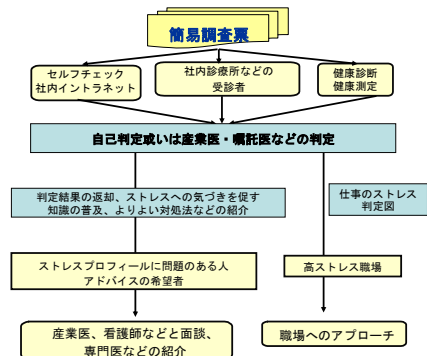 簡易調査票
セルフチェック
社内イントラネット
社内診療所などの
受診者
健康診断
健康測定
自己判定或いは産業医・嘱託医などの判定
判定結果の返却、ストレスへの気づきを促す
知識の普及、よりよい対処法などの紹介
仕事のストレス
判定図
ストレスプロフィールに問題のある人
アドバイスの希望者
高ストレス職場
産業医、看護師などと面談、
専門医などの紹介
職場へのアプローチ